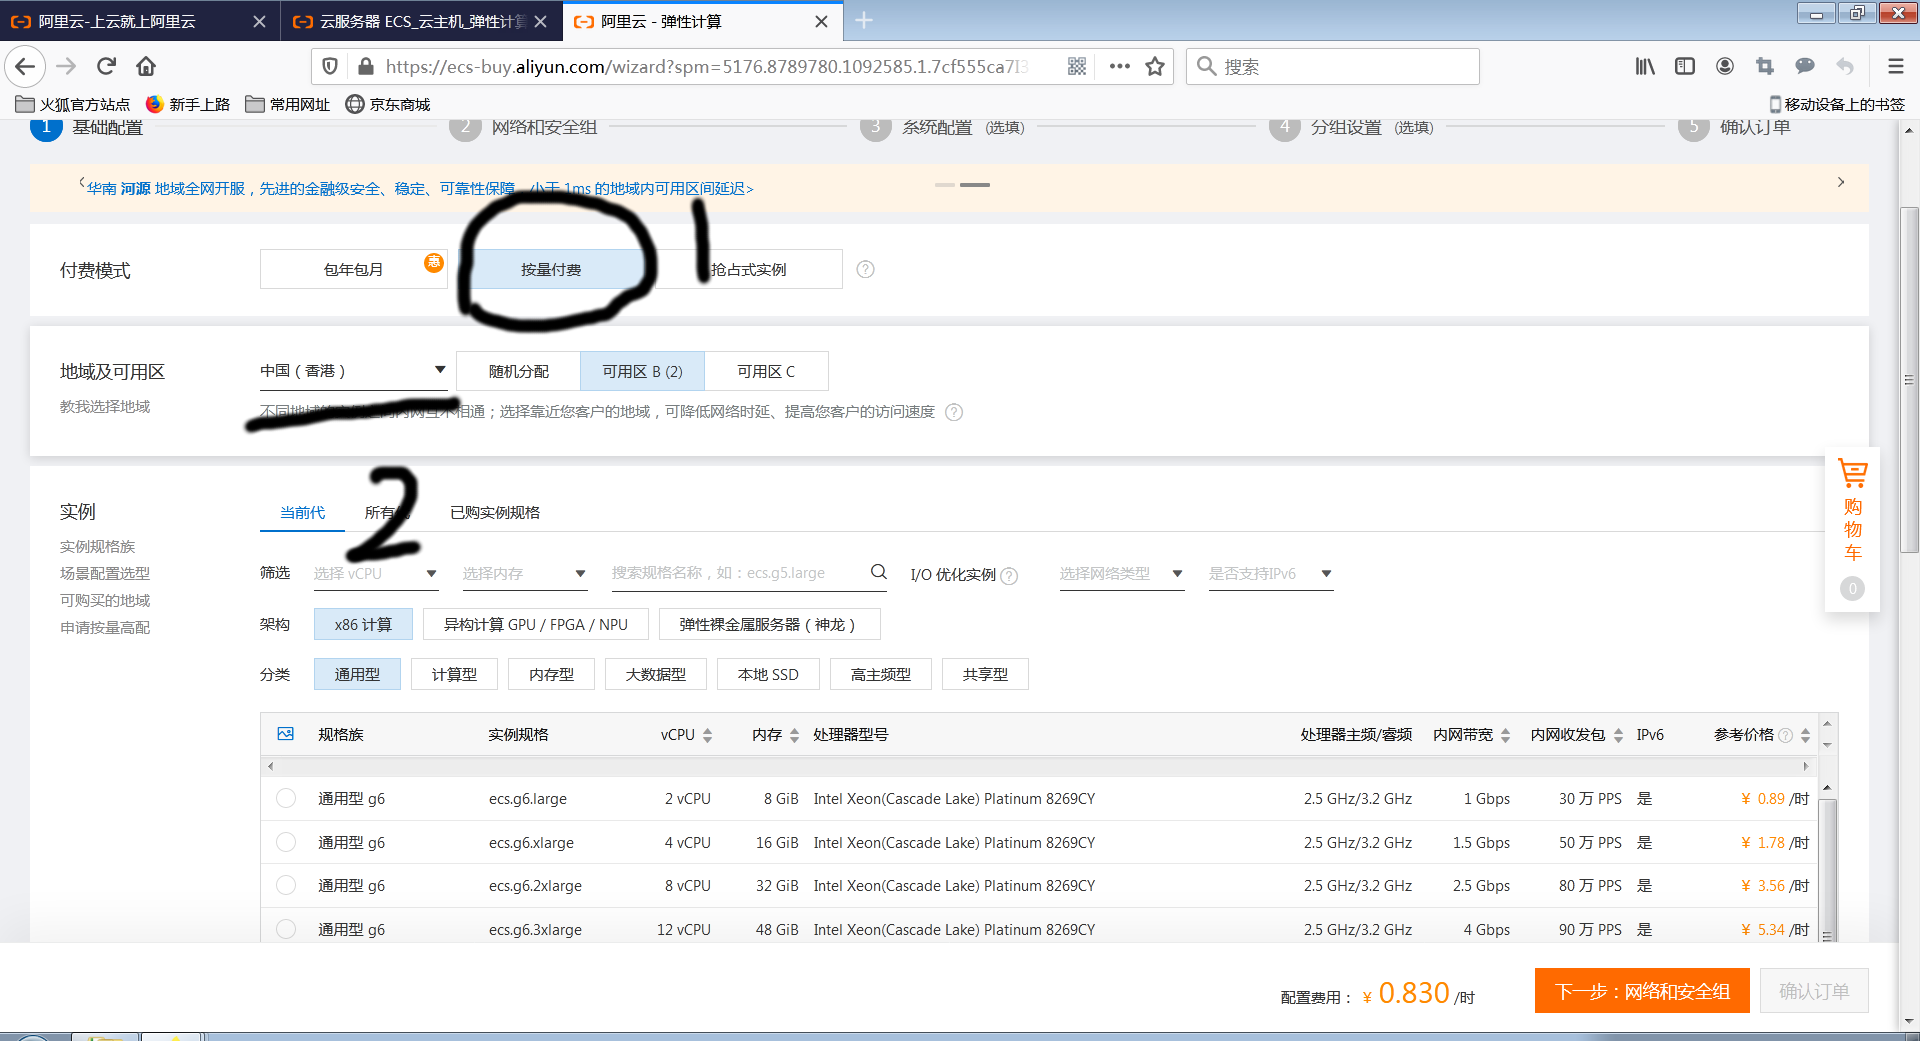 阿里云-上云就上阿里云
云服务器 ECS_云主机_弹性计算
阿里云 - 弹性计算
https://ecs-buy.aliyun.com/wizard?spm=5176.8789780.1092585.1.7cf555ca7I3
搜索
火狐官方站点 新手上路 常用网址 京东商城 移动设备上的书签
1 基础配置 2 网络和安全组 3 系统配置 (选填) 4 分组设置 (选填) 5 确认订单
华南 河源 地域全网开服，先进的金融级安全、稳定、可靠性保障，小于 1ms 的地域内可用区间延迟>
1
付费模式 包年包月 惠 按量付费 抢占式实例
地域及可用区 中国（香港） 随机分配 可用区 B (2) 可用区 C
教我选择地域
不同地域的实例之间内网互不相通；选择靠近您客户的地域，可降低网络时延、提高您客户的访问速度
2
实例 当前代 所有 已购实例规格
实例规格族
场景配置选型
可购买的地域
申请按量高配
筛选 选择 vCPU 选择内存 搜索规格名称，如：ecs.g5.large I/O 优化实例 选择网络类型 是否支持IPv6
架构 x86 计算 异构计算 GPU / FPGA / NPU 弹性裸金属服务器（神龙）
分类 通用型 计算型 内存型 大数据型 本地 SSD 高主频型 共享型
规格族 实例规格 vCPU 内存 处理器型号 处理器主频/睿频 内网带宽 内网收发包 IPv6 参考价格
通用型 g6 ecs.g6.large 2 vCPU 8 GiB Intel Xeon(Cascade Lake) Platinum 8269CY 2.5 GHz/3.2 GHz 1 Gbps 30 万 PPS 是 ¥ 0.89 /时
通用型 g6 ecs.g6.xlarge 4 vCPU 16 GiB Intel Xeon(Cascade Lake) Platinum 8269CY 2.5 GHz/3.2 GHz 1.5 Gbps 50 万 PPS 是 ¥ 1.78 /时
通用型 g6 ecs.g6.2xlarge 8 vCPU 32 GiB Intel Xeon(Cascade Lake) Platinum 8269CY 2.5 GHz/3.2 GHz 2.5 Gbps 80 万 PPS 是 ¥ 3.56 /时
通用型 g6 ecs.g6.3xlarge 12 vCPU 48 GiB Intel Xeon(Cascade Lake) Platinum 8269CY 2.5 GHz/3.2 GHz 4 Gbps 90 万 PPS 是 ¥ 5.34 /时
购物车
0
配置费用： ¥ 0.830 /时 下一步：网络和安全组 确认订单